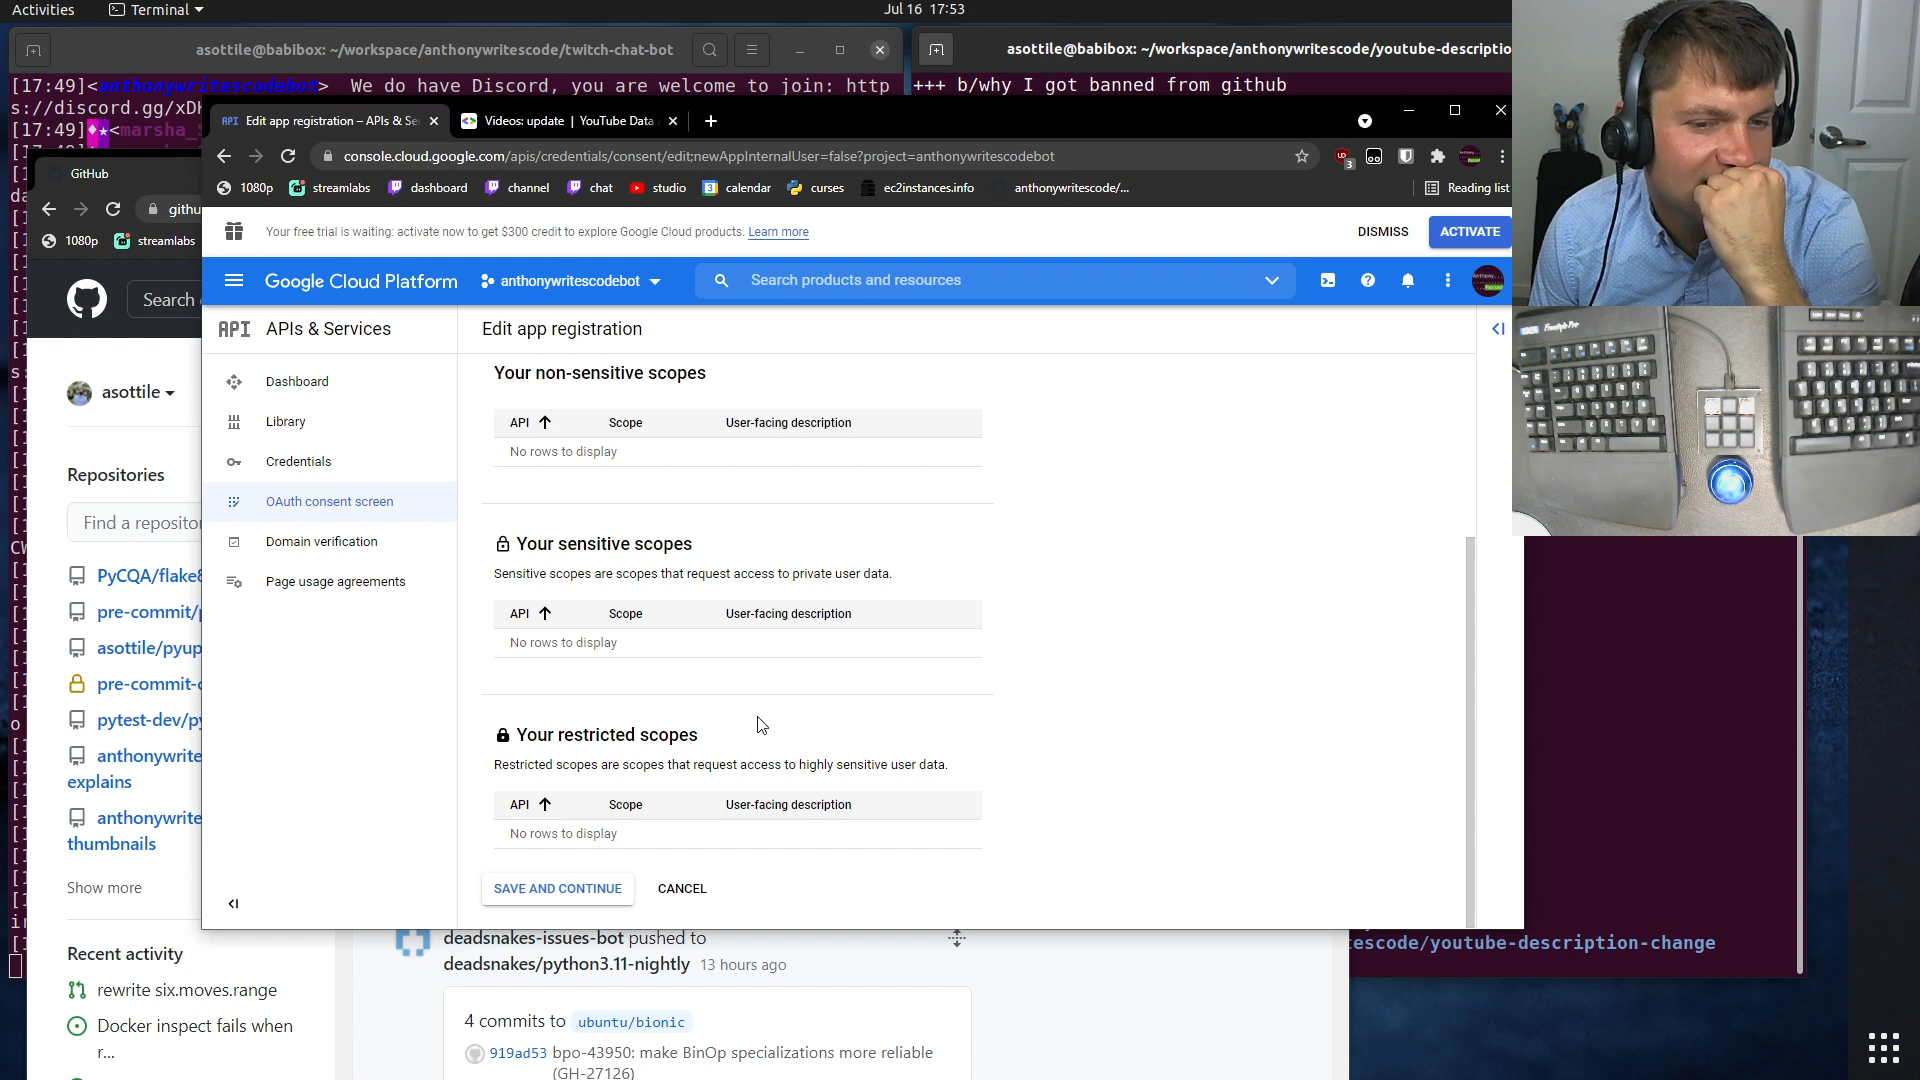 Activities
Terminal
Jul 16 17:53
asottile@babibox: ~/workspace/anthonywritescode/twitch-chat-bot
asottile@babibox: ~/workspace/anthonywritescode/youtube-descriptio
[17:49]<anthonywritescodebot> We do have Discord, you are welcome to join: http
s://discord.gg/xDK
[17:49]
+++ b/why I got banned from github
API Edit app registration – APIs & Se
Videos: update | YouTube Data
console.cloud.google.com/apis/credentials/consent/edit;newAppInternalUser=false?project=anthonywritescodebot
1080p
streamlabs
dashboard
channel
chat
studio
calendar
curses
ec2instances.info
anthonywritescode/...
Reading list
GitHub
githu
1080p
streamlabs
Search
asottile
Repositories
Find a reposito
PyCQA/flake8
pre-commit/
asottile/pyup
pre-commit-
pytest-dev/py
anthonywrite
explains
anthonywrite
thumbnails
Show more
Recent activity
rewrite six.moves.range
Docker inspect fails when
r...
Your free trial is waiting: activate now to get $300 credit to explore Google Cloud products. Learn more
DISMISS
ACTIVATE
Google Cloud Platform
anthonywritescodebot
Search products and resources
API APIs & Services
Dashboard
Library
Credentials
OAuth consent screen
Domain verification
Page usage agreements
Edit app registration
Your non-sensitive scopes
API Scope User-facing description
No rows to display
Your sensitive scopes
Sensitive scopes are scopes that request access to private user data.
API Scope User-facing description
No rows to display
Your restricted scopes
Restricted scopes are scopes that request access to highly sensitive user data.
API Scope User-facing description
No rows to display
SAVE AND CONTINUE
CANCEL
deadsnakes-issues-bot pushed to
deadsnakes/python3.11-nightly 13 hours ago
4 commits to ubuntu/bionic
919ad53 bpo-43950: make BinOp specializations more reliable
(GH-27126)
tescode/youtube-description-change